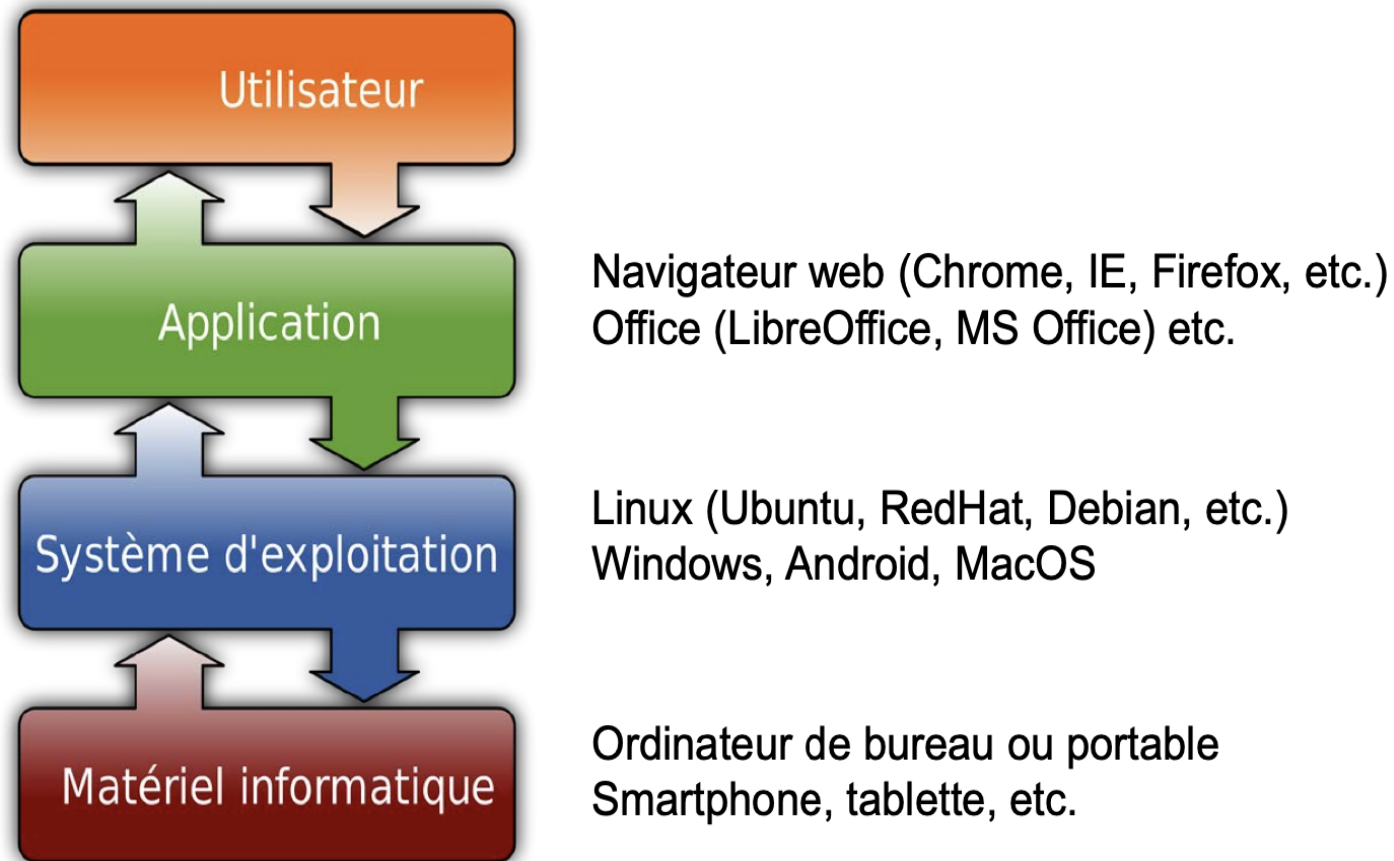 Utilisateur
Application
Navigateur web (Chrome, IE, Firefox, etc.)
Office (LibreOffice, MS Office) etc.
Système d'exploitation
Linux (Ubuntu, RedHat, Debian, etc.)
Windows, Android, MacOS
Matériel informatique
Ordinateur de bureau ou portable
Smartphone, tablette, etc.